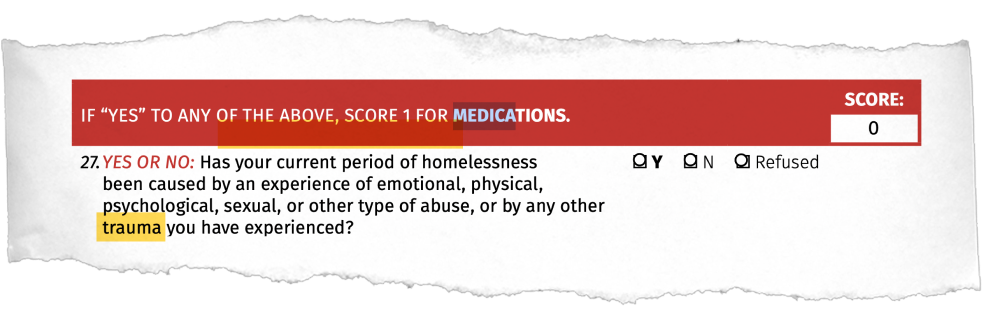 IF “YES” TO ANY OF THE ABOVE, SCORE 1 FOR MEDICATIONS.
SCORE:
0
27. YES OR NO: Has your current period of homelessness
been caused by an experience of emotional, physical,
psychological, sexual, or other type of abuse, or by any other
trauma you have experienced?
Y N Refused